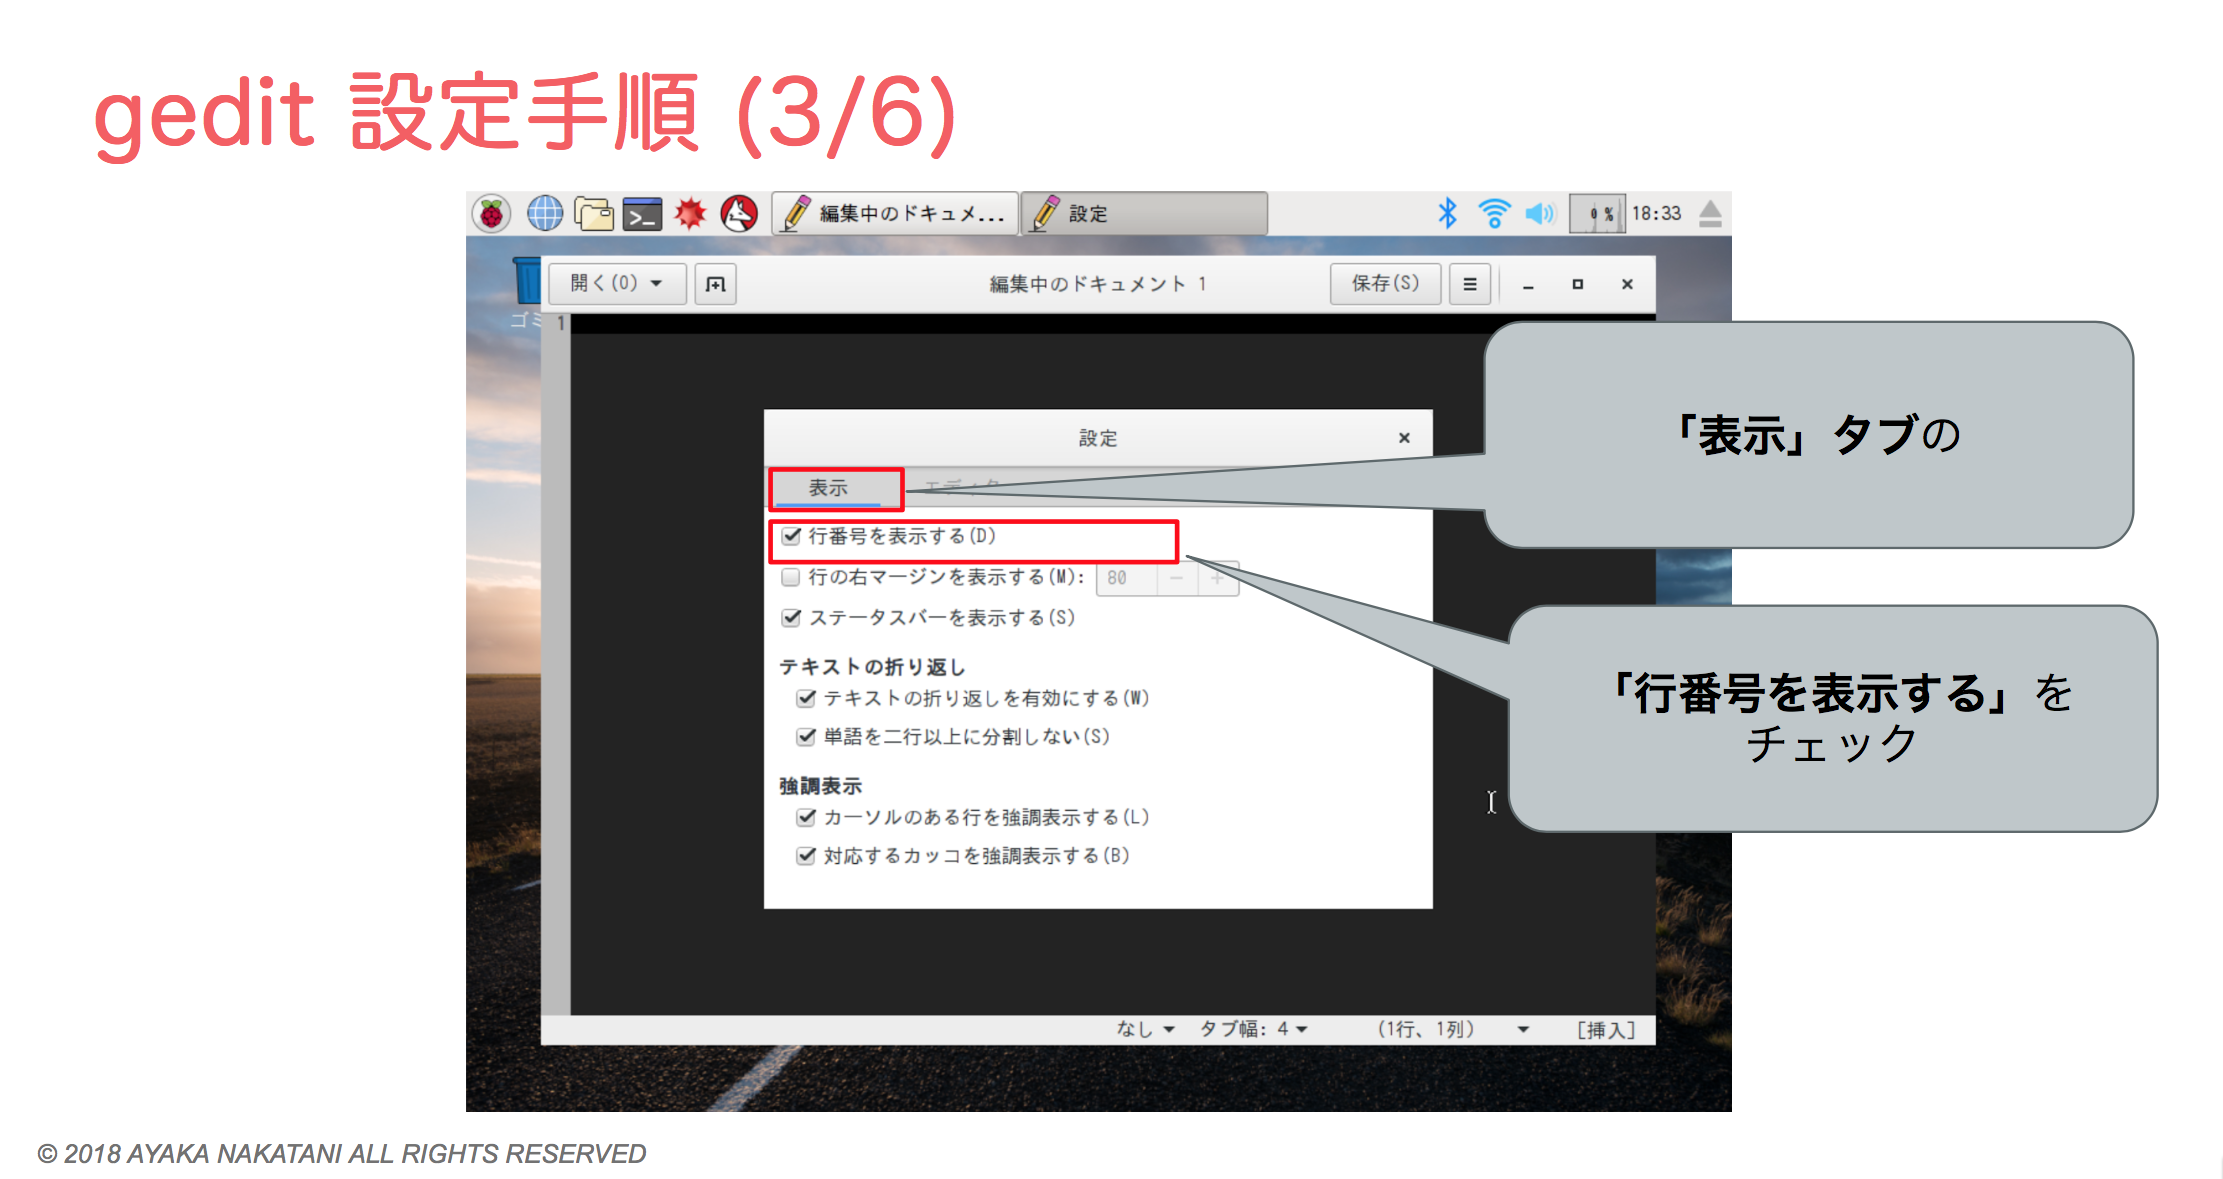 gedit 設定手順 (3/6)
編集中のドキュメ...
設定
0 %
18:33
開く(O)
編集中のドキュメント 1
保存(S)
ゴミ
1
設定
表示
行番号を表示する(D)
行の右マージンを表示する(M):
80
ステータスバーを表示する(S)
テキストの折り返し
テキストの折り返しを有効にする(W)
単語を二行以上に分割しない(S)
強調表示
カーソルのある行を強調表示する(L)
対応するカッコを強調表示する(B)
「表示」タブの
「行番号を表示する」を
チェック
なし
タブ幅: 4
(1行、1列)
[挿入]
© 2018 AYAKA NAKATANI ALL RIGHTS RESERVED